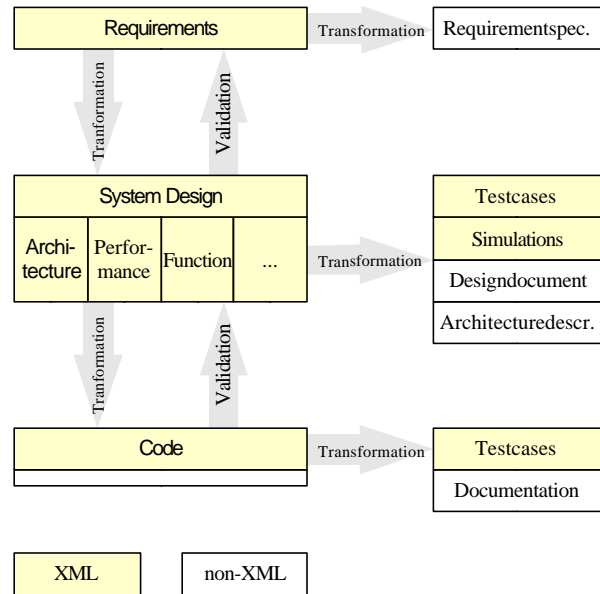 Requirements
Transformation
Requirementspec.
Tranformation
Validation
System Design
Archi-
tecture
Perfor-
mance
Function
...
Transformation
Testcases
Simulations
Designdocument
Architecturedescr.
Tranformation
Validation
Code
Transformation
Testcases
Documentation
XML
non-XML